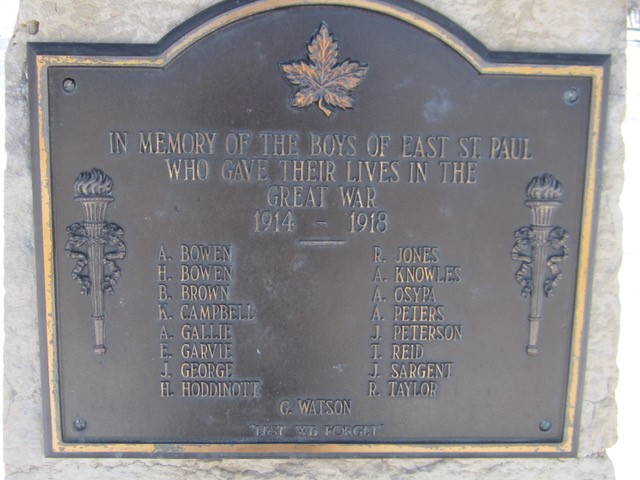 IN MEMORY OF THE BOYS OF EAST ST. PAUL
WHO GAVE THEIR LIVES IN THE
GREAT WAR
1914 - 1918
A. BOWEN
H. BOWEN
B. BROWN
K. CAMPBELL
A. GALLIE
E. GARVIE
J. GEORGE
H. HODDINOTT
R. JONES
A. KNOWLES
A. OSYPA
A. PETERS
J. PETERSON
T. REID
J. SARGENT
R. TAYLOR
G. WATSON
"LEST WE FORGET"